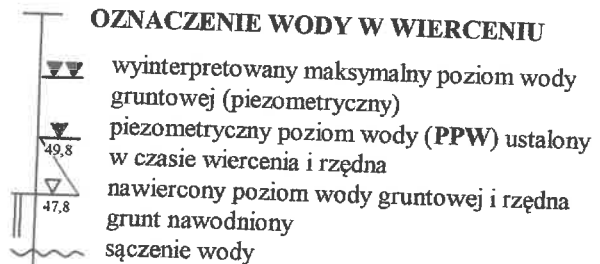 OZNACZENIE WODY W WIERCENIU
wyinterpretowany maksymalny poziom wody
gruntowej (piezometryczny)
piezometryczny poziom wody (PPW) ustalony
49,8
w czasie wiercenia i rzędna
nawiercony poziom wody gruntowej i rzędna
47,8
grunt nawodniony
sączenie wody